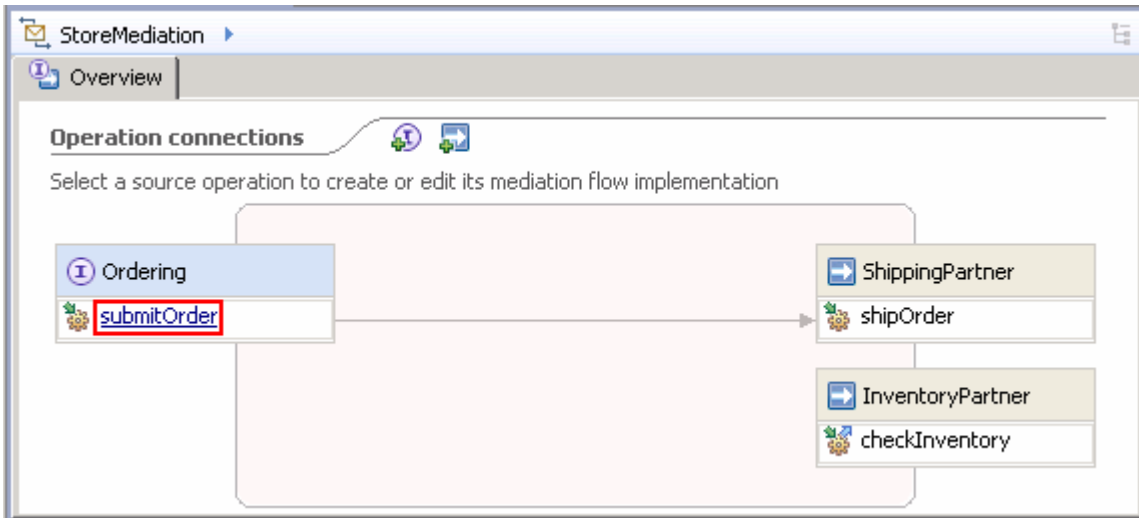 StoreMediation
Overview
Operation connections
Select a source operation to create or edit its mediation flow implementation
Ordering
submitOrder
ShippingPartner
shipOrder
InventoryPartner
checkInventory